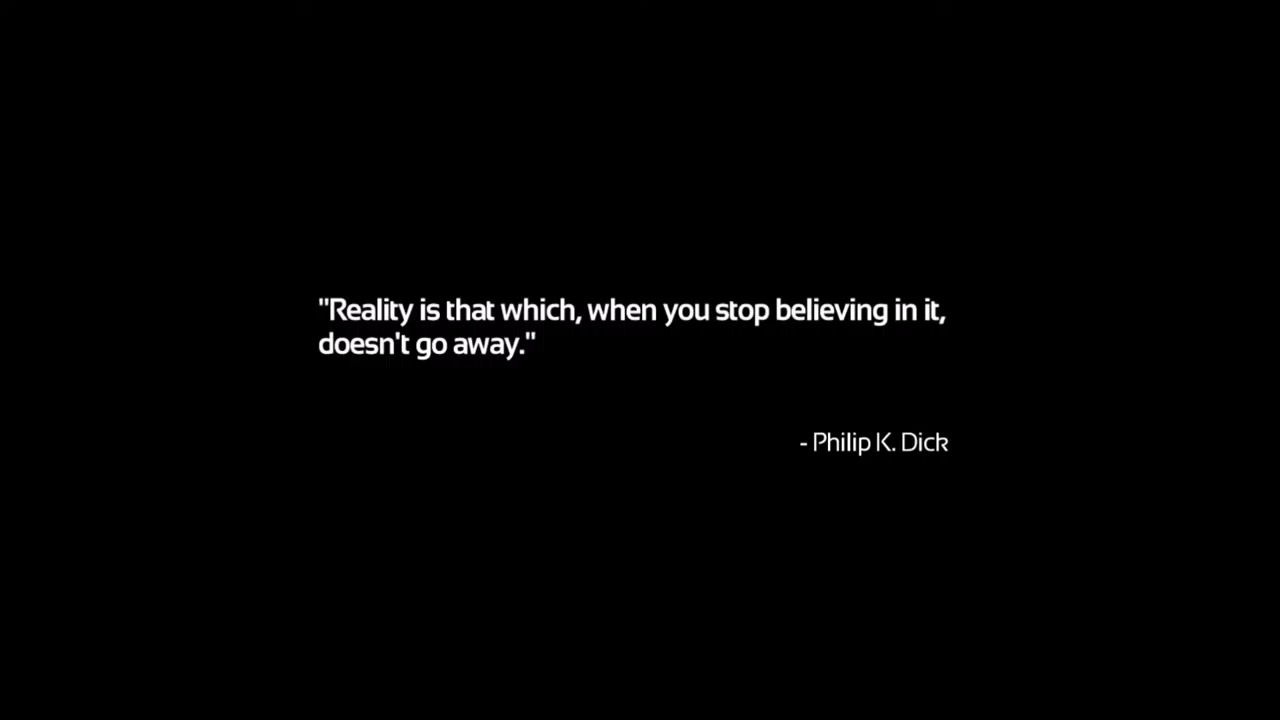 "Reality is that which, when you stop believing in it,
doesn't go away."
- Philip K. Dick